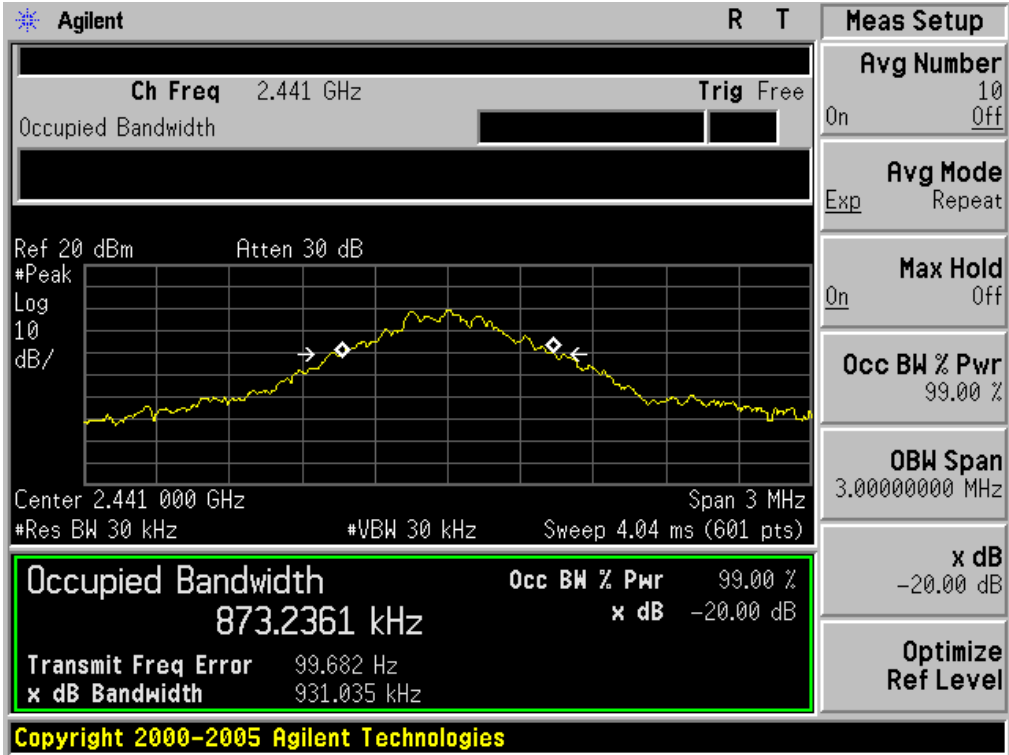 Agilent R T
Ch Freq 2.441 GHz Trig Free
Occupied Bandwidth
Ref 20 dBm Atten 30 dB
#Peak
Log
10
dB/
Center 2.441 000 GHz Span 3 MHz
#Res BW 30 kHz #VBW 30 kHz Sweep 4.04 ms (601 pts)
Occupied Bandwidth Occ BW % Pwr 99.00 %
873.2361 kHz x dB -20.00 dB
Transmit Freq Error 99.682 Hz
x dB Bandwidth 931.035 kHz
Copyright 2000-2005 Agilent Technologies
Meas Setup
Avg Number
10
On Off
Avg Mode
Exp Repeat
Max Hold
On Off
Occ BW % Pwr
99.00 %
OBW Span
3.00000000 MHz
x dB
-20.00 dB
Optimize
Ref Level